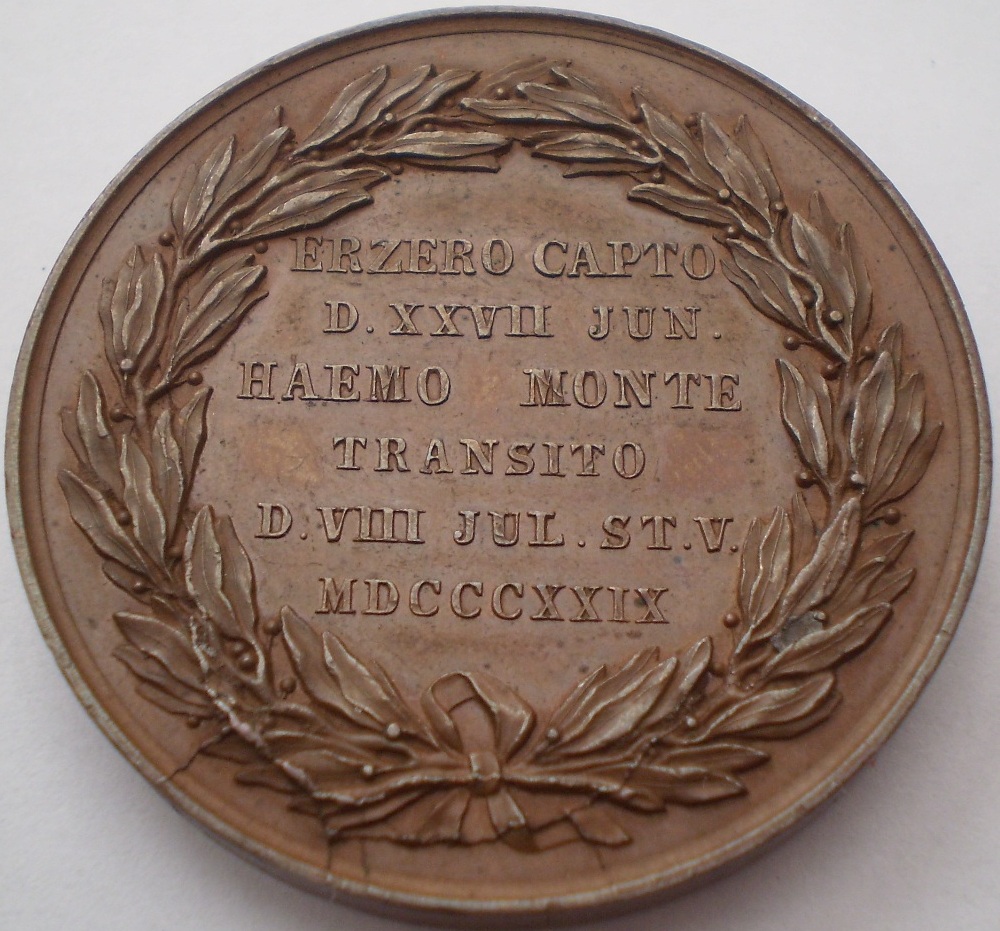 ERZERO CAPTO
D. XXVII JUN.
HAEMO MONTE
TRANSITO
D. VIII JUL. ST. V.
MDCCCXXIX